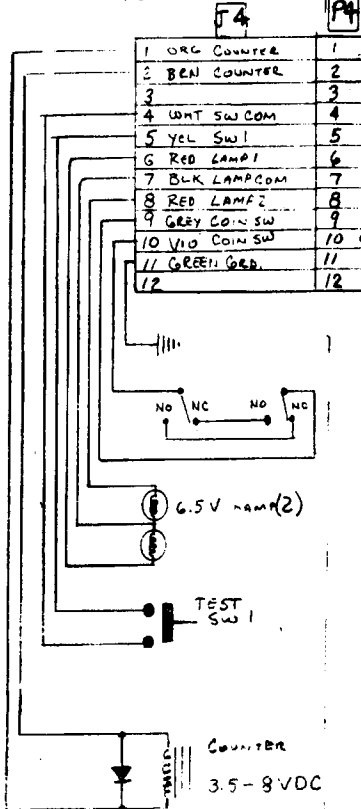 J4 P4
1 ORG COUNTER 1
2 BRN COUNTER 2
3 3
4 WHT SW COM 4
5 YEL SW 1 5
6 RED LAMP 1 6
7 BLK LAMP COM 7
8 RED LAMP 2 8
9 GREY COIN SW 9
10 VIO COIN SW 10
11 GREEN GRD. 11
12 12
NO NC NO NC
6.5 V LAMP (2)
TEST
SW 1
COUNTER
3.5-8 VDC